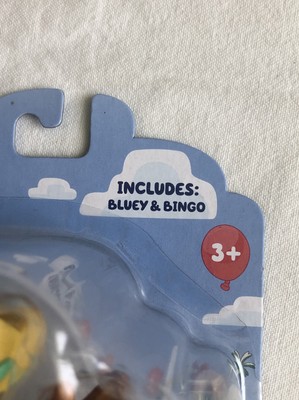 INCLUDES:
BLUEY & BINGO
3+